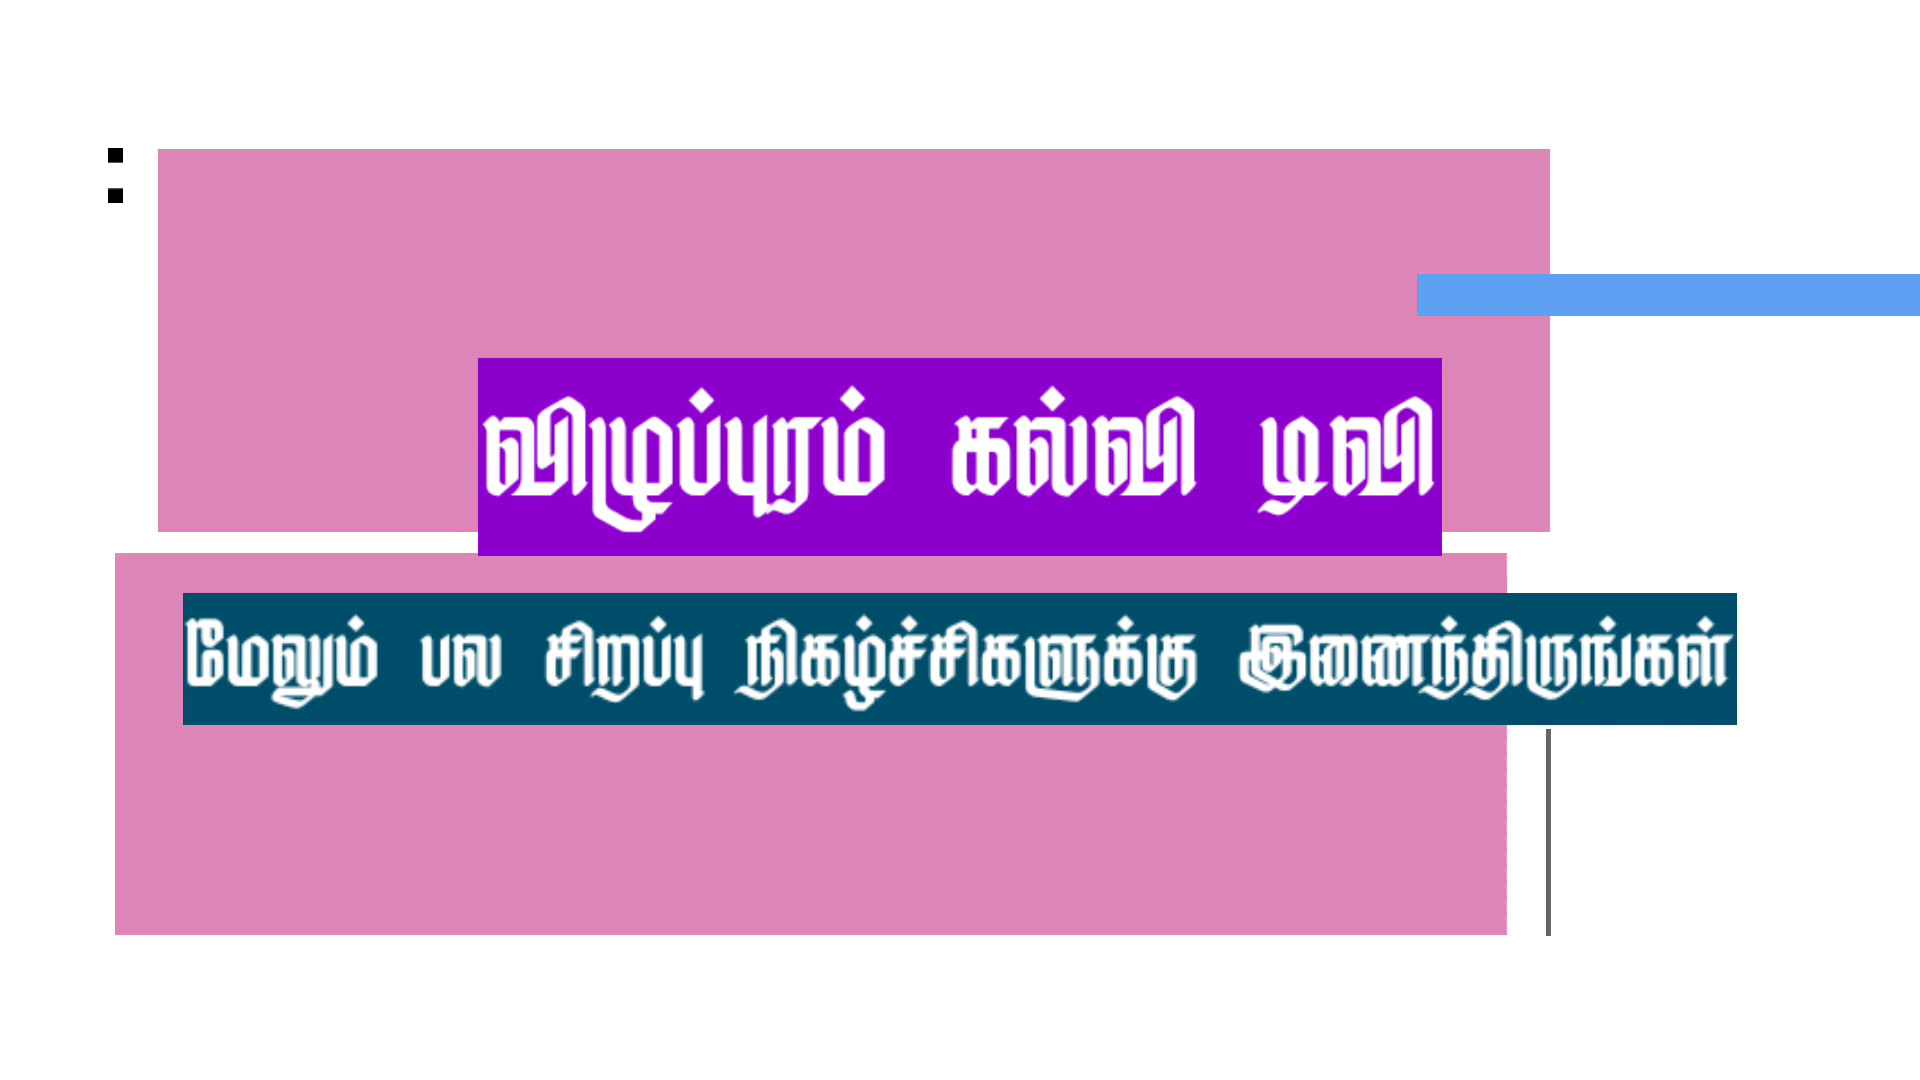 விழுப்புரம் கல்வி டிவி
மேலும் பல சிறப்பு நிகழ்ச்சிகளுக்கு இணைந்திருங்கள்